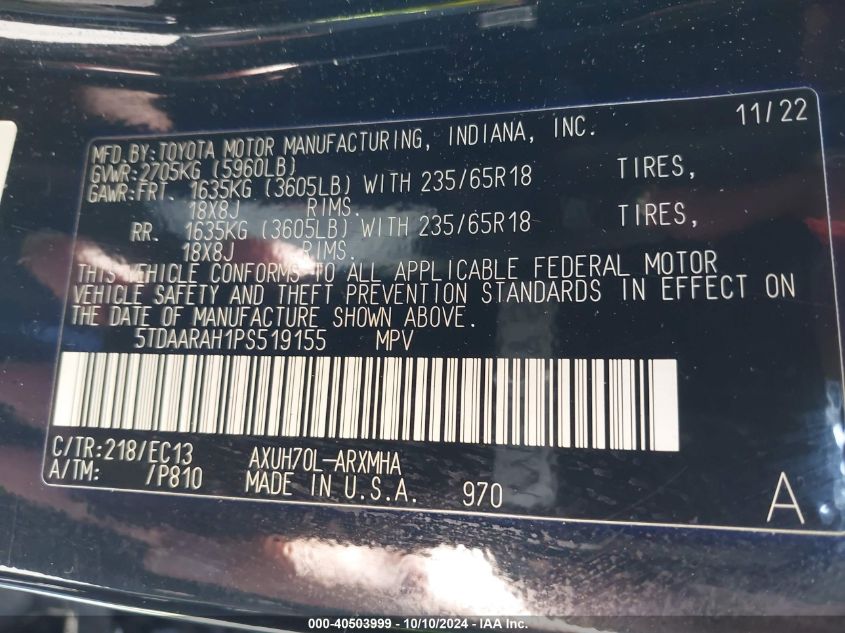 11/22
MFD.BY:TOYOTA MOTOR MANUFACTURING, INDIANA, INC.
GVWR:2705KG (5960LB)
GAWR:FRT. 1635KG (3605LB) WITH 235/65R18 TIRES,
18X8J RIMS.
RR. 1635KG (3605LB) WITH 235/65R18 TIRES,
18X8J RIMS.
THIS VEHICLE CONFORMS TO ALL APPLICABLE FEDERAL MOTOR
VEHICLE SAFETY AND THEFT PREVENTION STANDARDS IN EFFECT ON
THE DATE OF MANUFACTURE SHOWN ABOVE.
5TDAARAH1PS519155 MPV
C/TR:218/EC13 AXUH70L-ARXMHA
A/TM: /P810 MADE IN U.S.A. 970
A
000-40503999 - 10/10/2024 - IAA Inc.